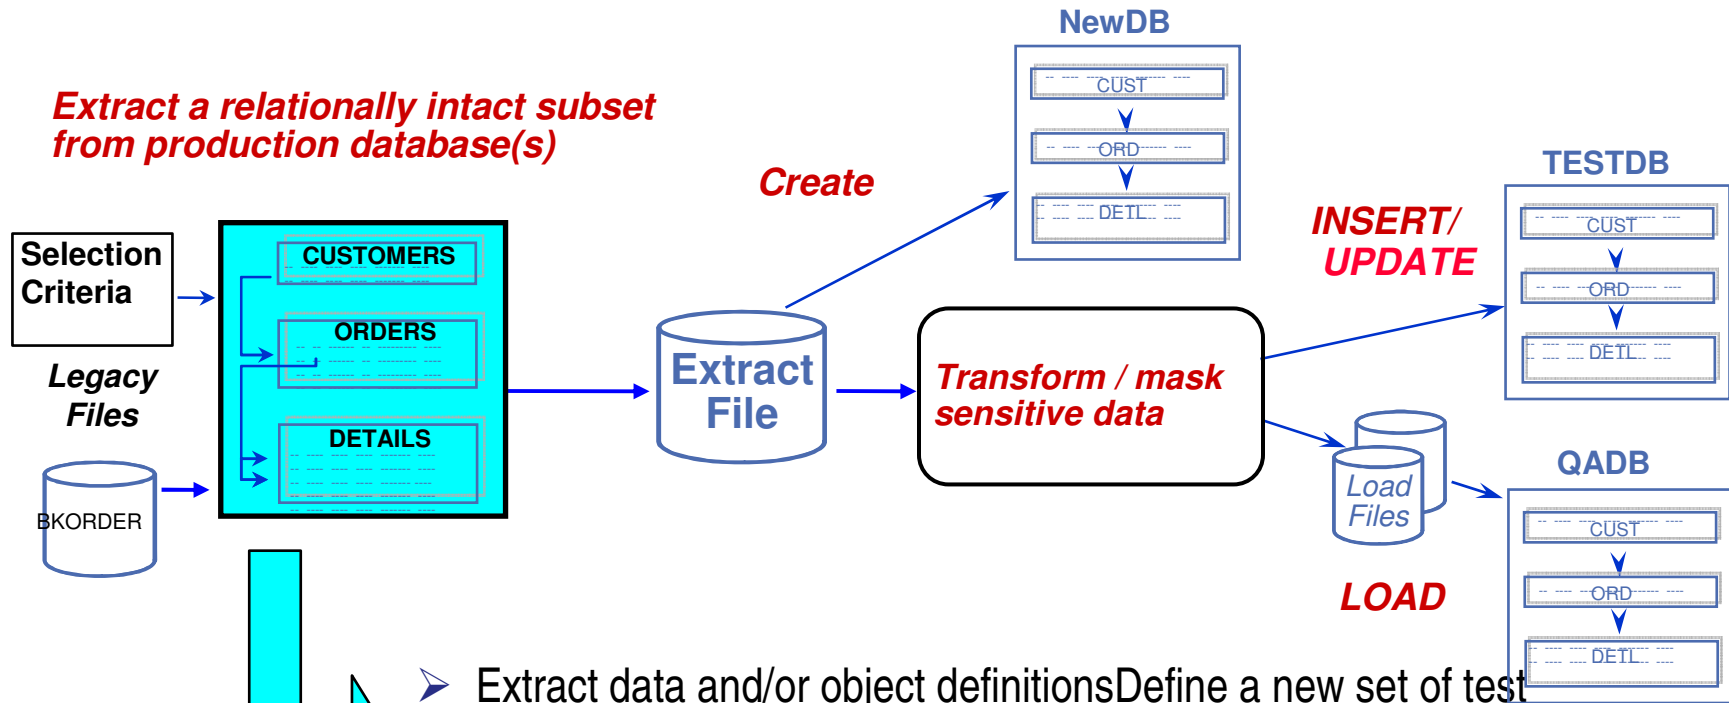 NewDB
CUST
ORD
DETL
Extract a relationally intact subset
from production database(s)
Create
TESTDB
CUST
ORD
DETL
INSERT/
UPDATE
Selection
Criteria
CUSTOMERS
ORDERS
DETAILS
Legacy
Files
BKORDER
Extract
File
Transform / mask
sensitive data
Load
Files
LOAD
QADB
CUST
ORD
DETL
➢ Extract data and/or object definitionsDefine a new set of test